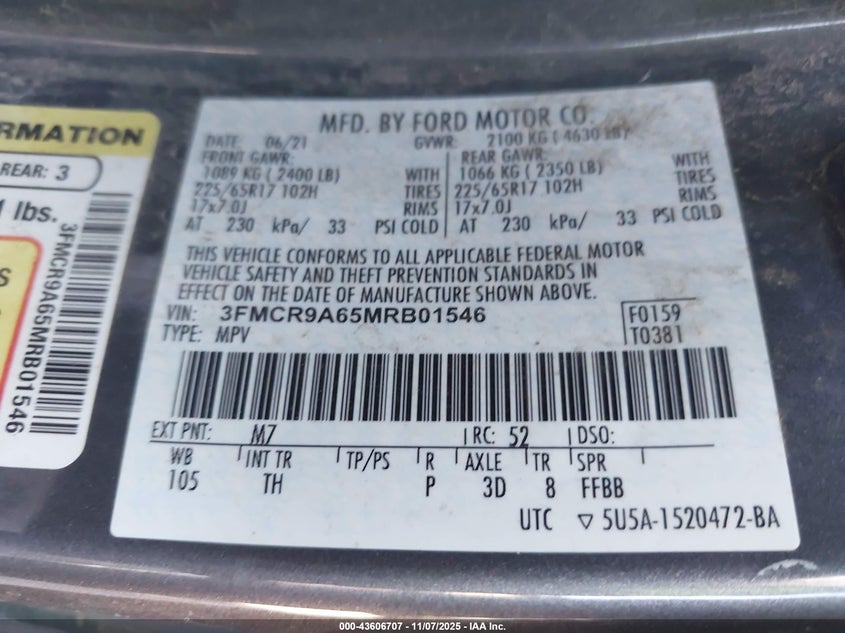 RMATION
REAR: 3
1 lbs.
S
3FMCR9A65MRB01546
MFD. BY FORD MOTOR CO.
DATE: 06/21 GVWR: 2100 KG ( 4630 LB)
FRONT GAWR: REAR GAWR:
1089 KG ( 2400 LB) WITH 1066 KG ( 2350 LB) WITH
225/65R17 102H TIRES 225/65R17 102H TIRES
17x7.0J RIMS 17x7.0J RIMS
AT 230 kPa/ 33 PSI COLD AT 230 kPa/ 33 PSI COLD
THIS VEHICLE CONFORMS TO ALL APPLICABLE FEDERAL MOTOR
VEHICLE SAFETY AND THEFT PREVENTION STANDARDS IN
EFFECT ON THE DATE OF MANUFACTURE SHOWN ABOVE.
VIN: 3FMCR9A65MRB01546 F0159
TYPE: MPV T0381
EXT PNT: M7 RC: 52 DSO:
WB INT TR TP/PS R AXLE TR SPR
105 TH P 3D 8 FFBB
UTC ▽ 5U5A-1520472-BA
000-43606707 - 11/07/2025 - IAA, Inc.